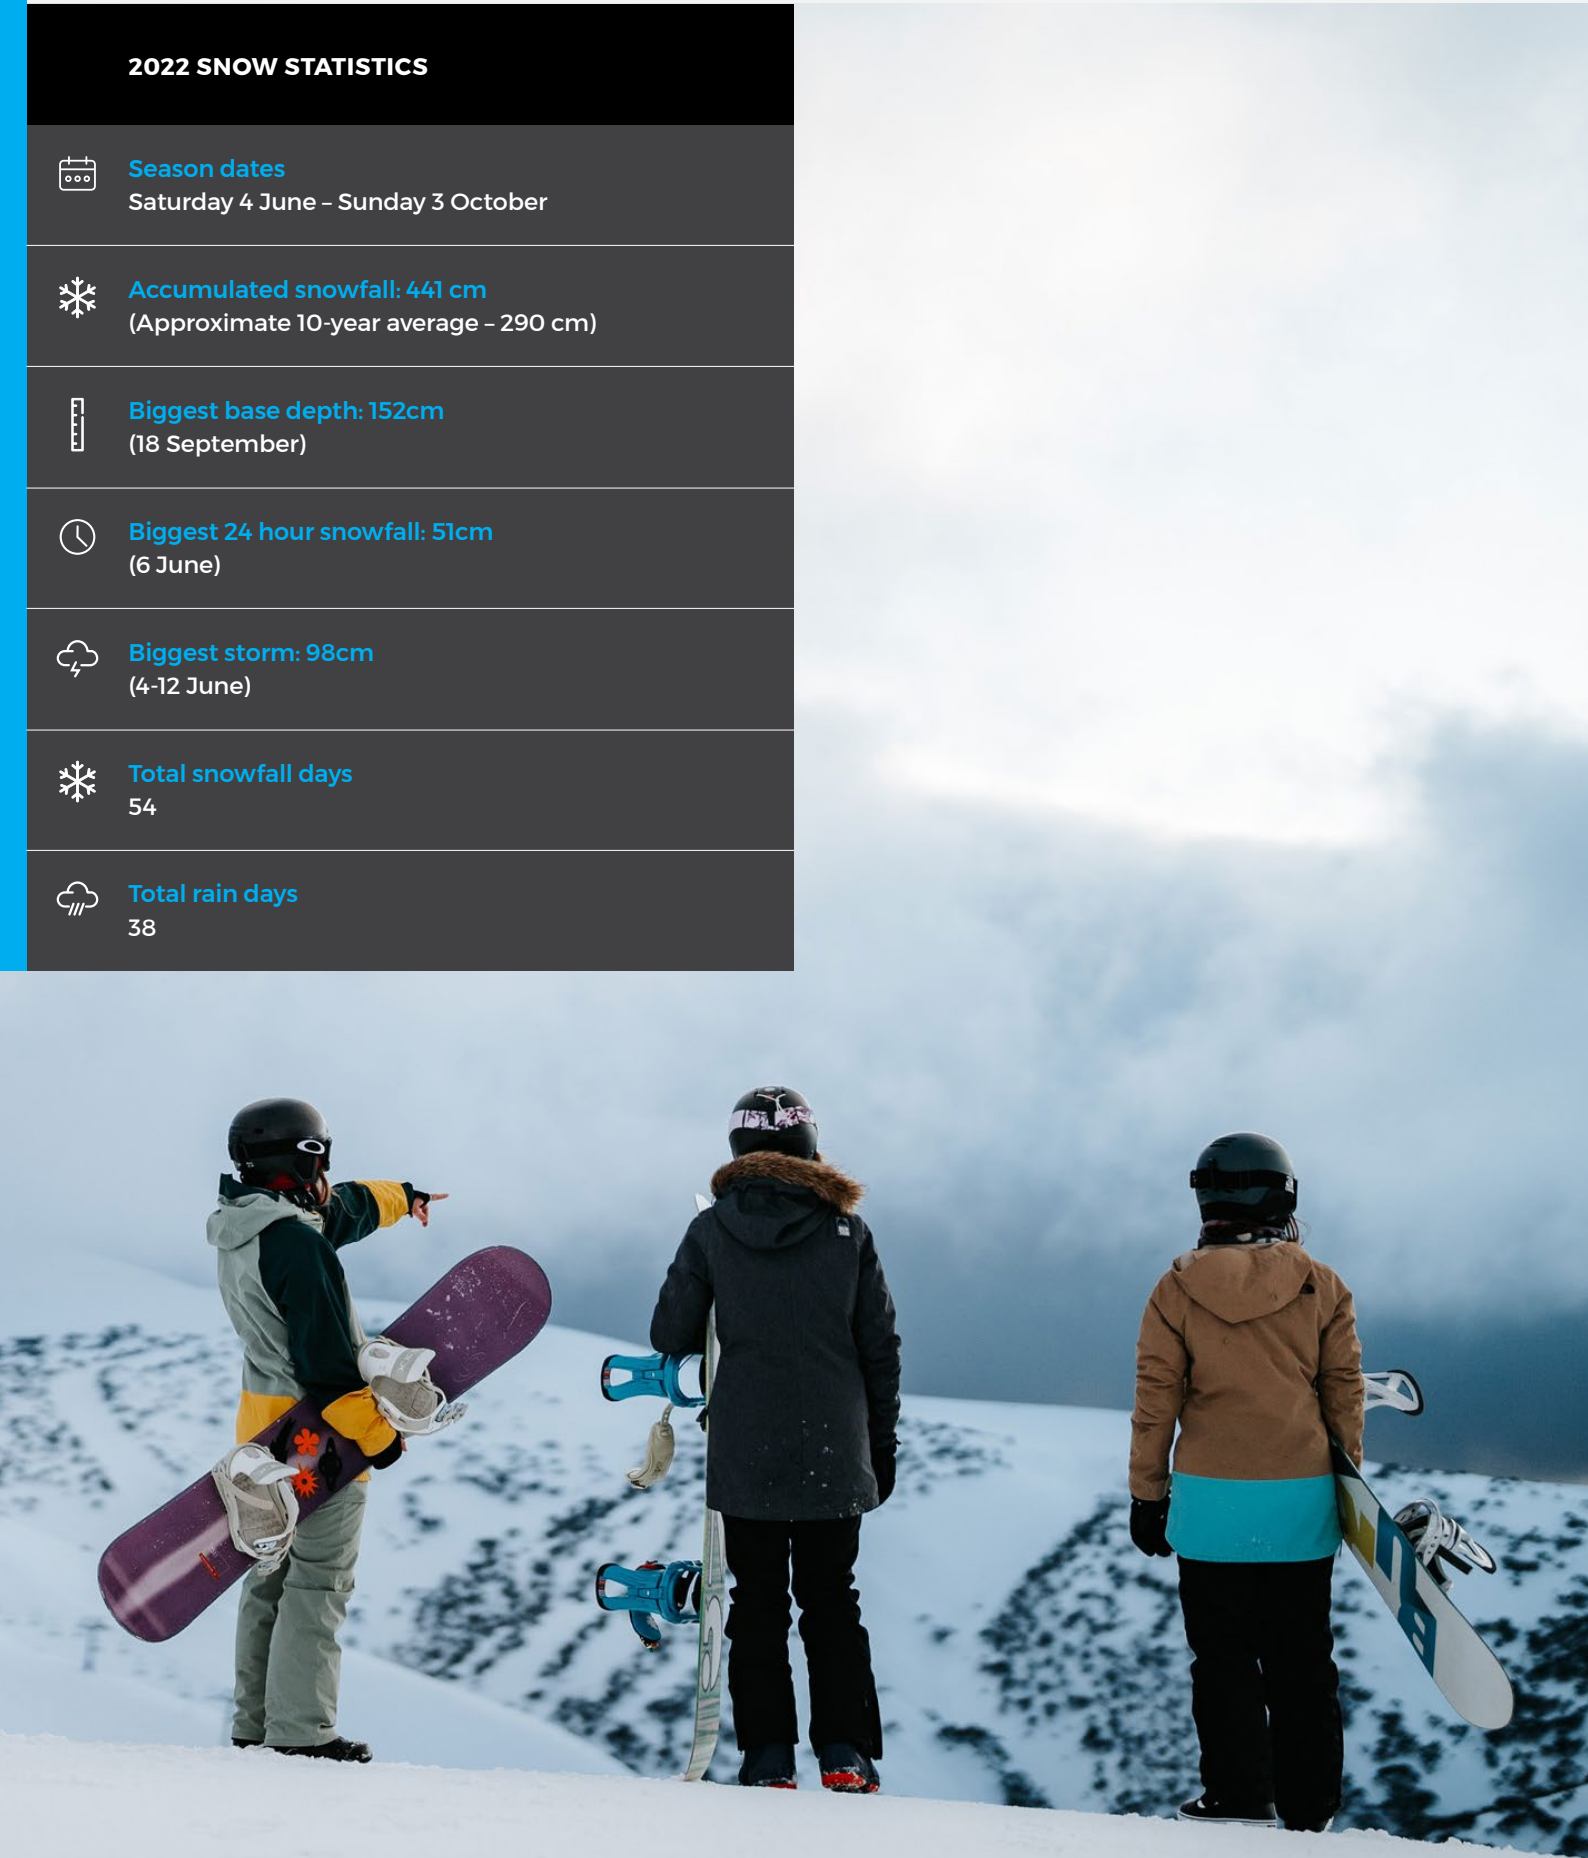 2022 SNOW STATISTICS
Season dates
Saturday 4 June – Sunday 3 October
Accumulated snowfall: 441 cm
(Approximate 10-year average – 290 cm)
Biggest base depth: 152cm
(18 September)
Biggest 24 hour snowfall: 51cm
(6 June)
Biggest storm: 98cm
(4-12 June)
Total snowfall days
54
Total rain days
38